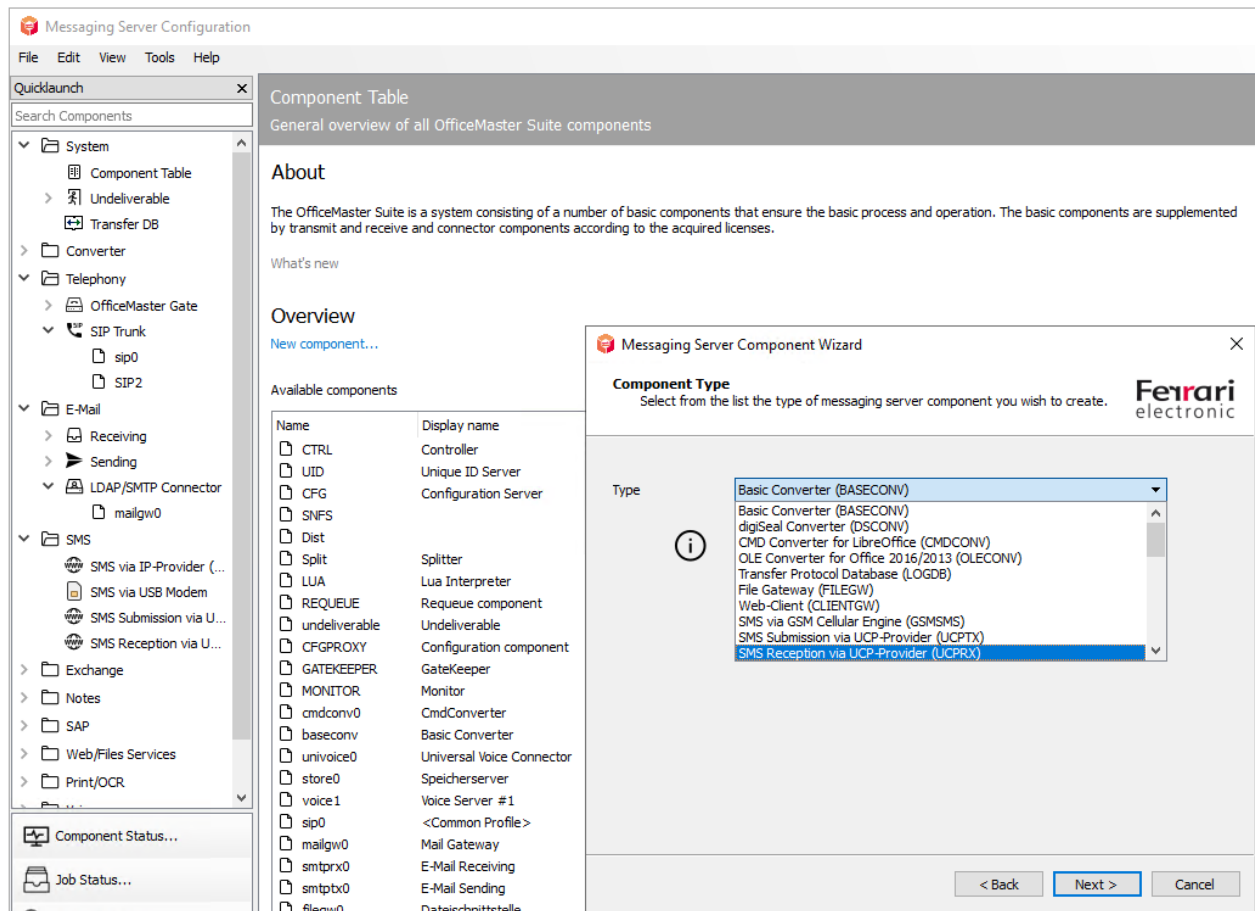 Messaging Server Configuration
File Edit View Tools Help
Quicklaunch
Search Components
System
Component Table
Undeliverable
Transfer DB
Converter
Telephony
OfficeMaster Gate
SIP Trunk
sip0
SIP2
E-Mail
Receiving
Sending
LDAP/SMTP Connector
mailgw0
SMS
SMS via IP-Provider (...
SMS via USB Modem
SMS Submission via U...
SMS Reception via U...
Exchange
Notes
SAP
Web/Files Services
Print/OCR
Component Status...
Job Status...
Component Table
General overview of all OfficeMaster Suite components
About
The OfficeMaster Suite is a system consisting of a number of basic components that ensure the basic process and operation. The basic components are supplemented
by transmit and receive and connector components according to the acquired licenses.
What's new
Overview
New component...
Available components
Name Display name
CTRL Controller
UID Unique ID Server
CFG Configuration Server
SNFS
Dist
Split Splitter
LUA Lua Interpreter
REQUEUE Requeue component
undeliverable Undeliverable
CFGPROXY Configuration component
GATEKEEPER GateKeeper
MONITOR Monitor
cmdconv0 CmdConverter
baseconv Basic Converter
univoice0 Universal Voice Connector
store0 Speicherserver
voice1 Voice Server #1
sip0 <Common Profile>
mailgw0 Mail Gateway
smtprx0 E-Mail Receiving
smtptx0 E-Mail Sending
filegw0 Dateischnittstelle
Messaging Server Component Wizard
Component Type
Select from the list the type of messaging server component you wish to create.
Ferrari
electronic
Type
Basic Converter (BASECONV)
Basic Converter (BASECONV)
digiSeal Converter (DSCONV)
CMD Converter for LibreOffice (CMDCONV)
OLE Converter for Office 2016/2013 (OLECONV)
Transfer Protocol Database (LOGDB)
File Gateway (FILEGW)
Web-Client (CLIENTGW)
SMS via GSM Cellular Engine (GSMSMS)
SMS Submission via UCP-Provider (UCPTX)
SMS Reception via UCP-Provider (UCPRX)
< Back Next > Cancel